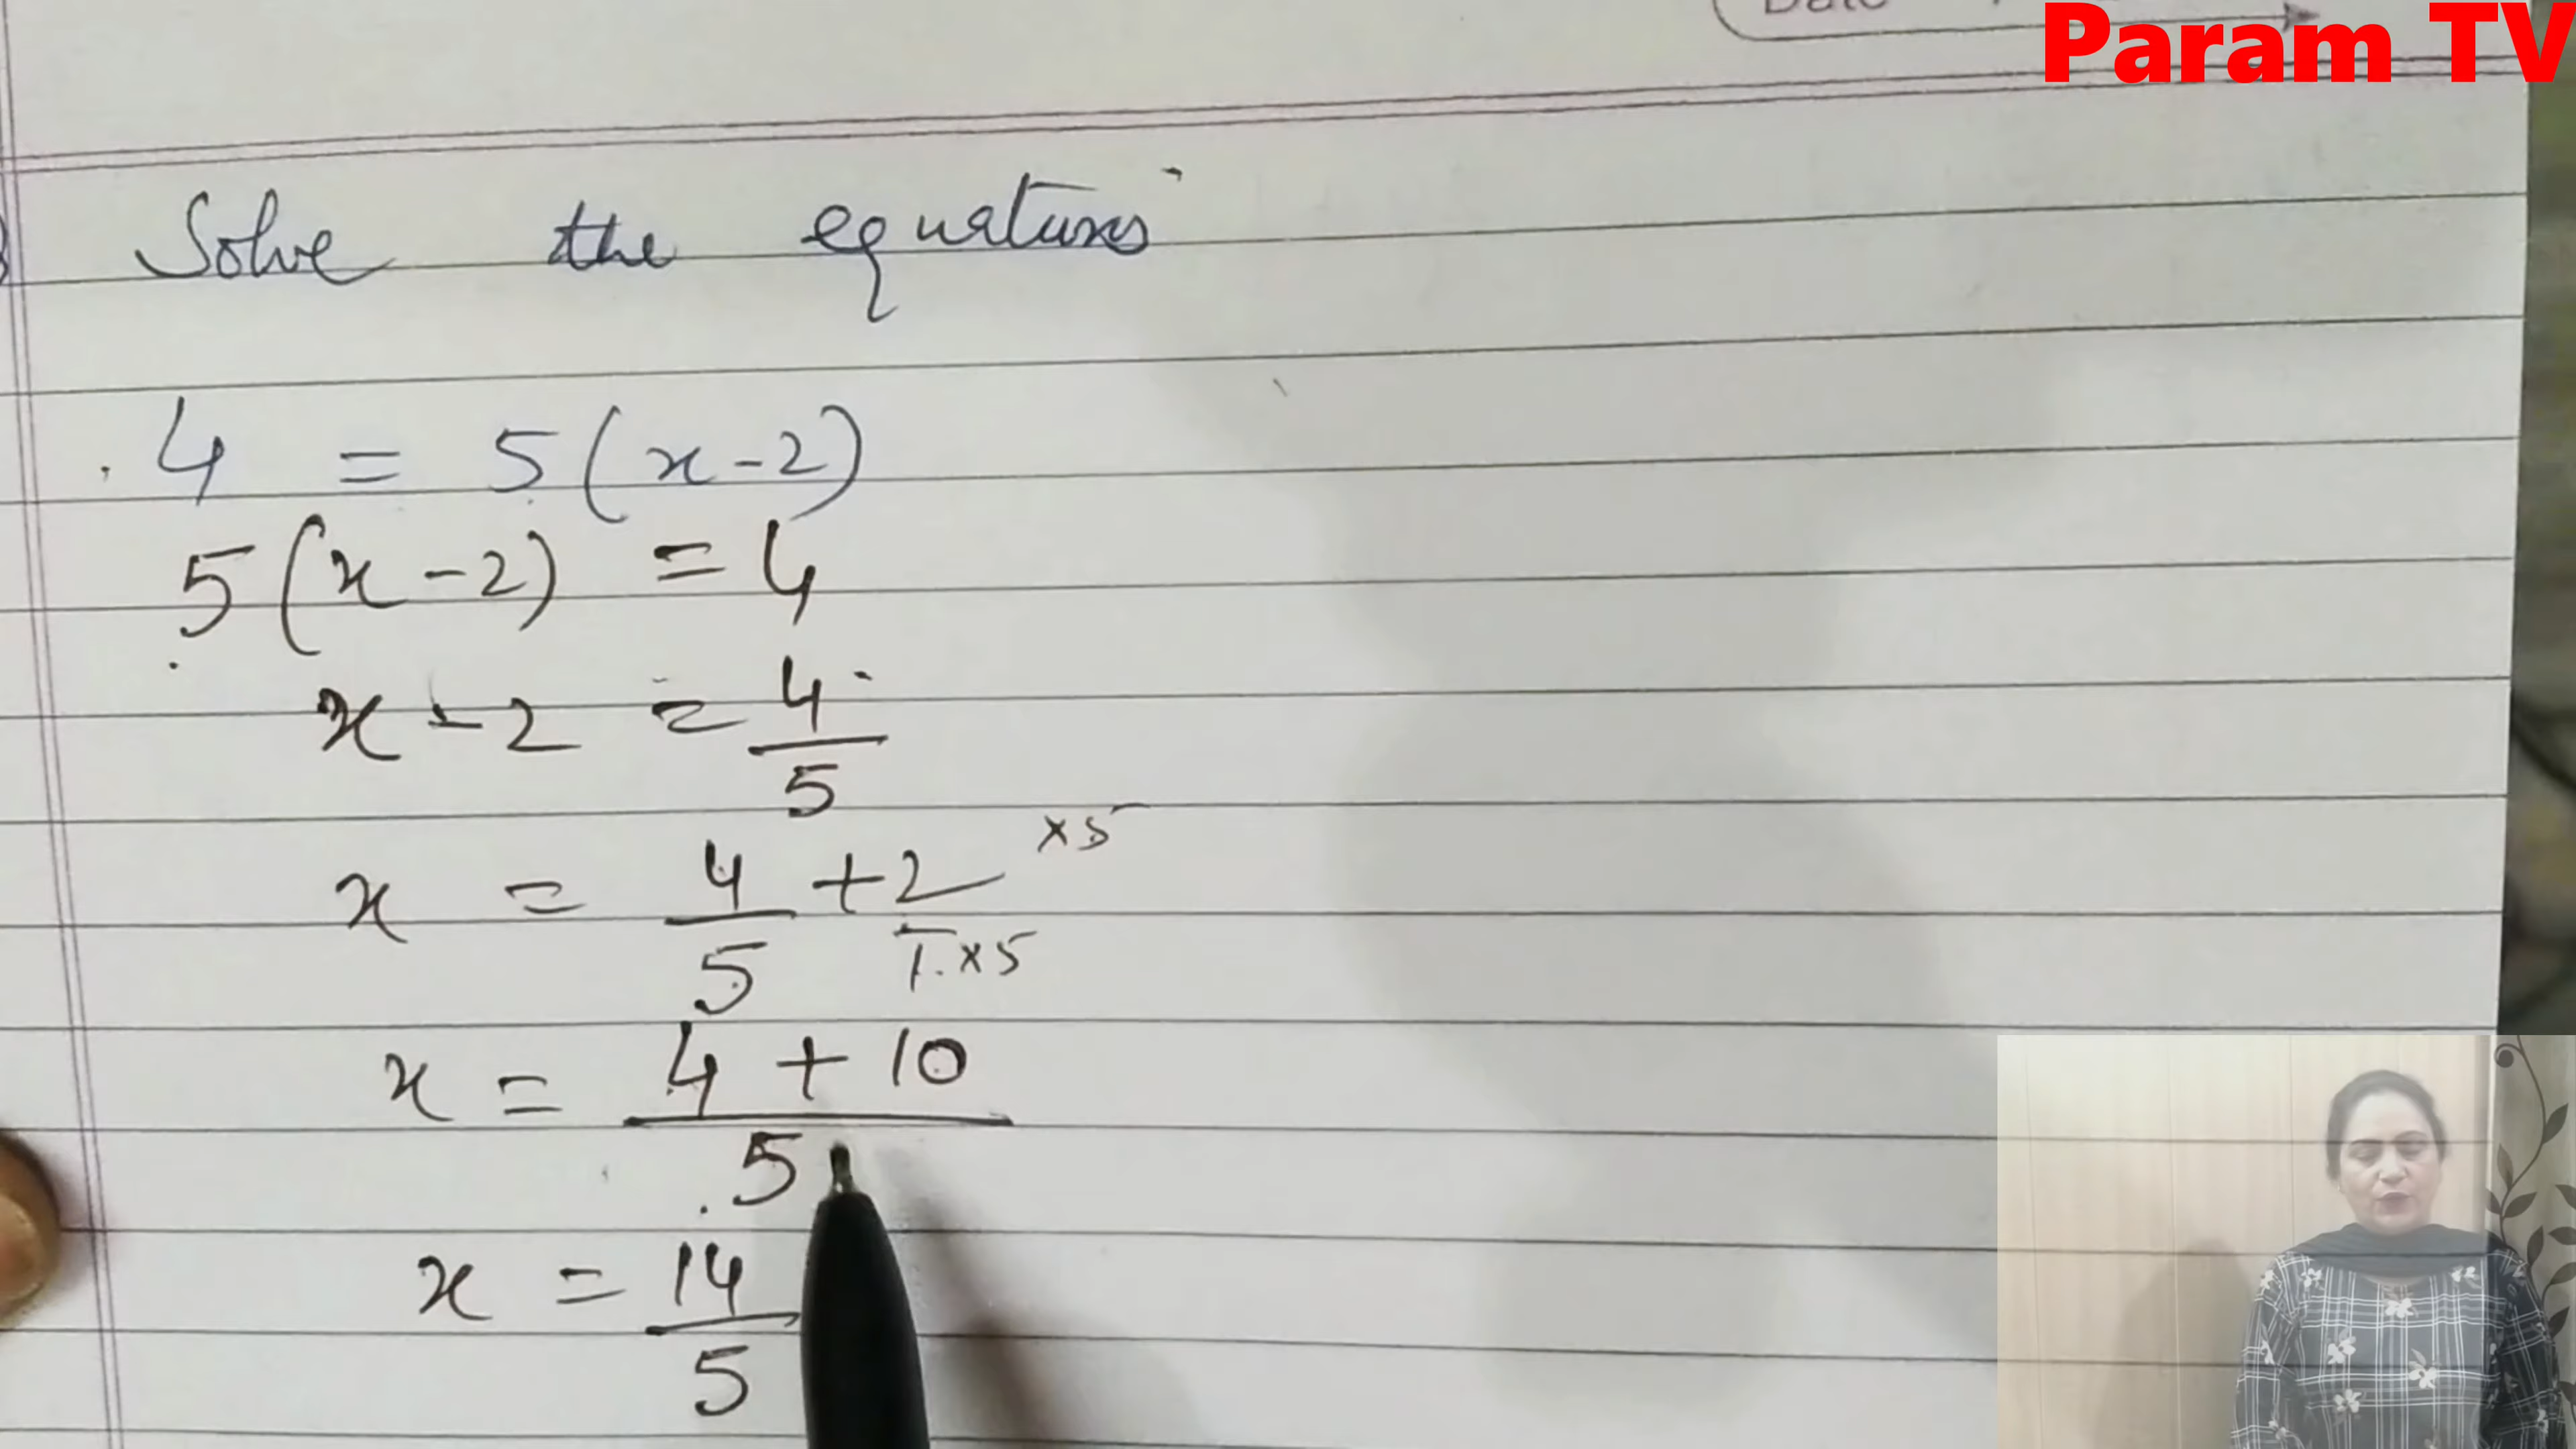 Date
Param TV
Solve the equations
4 = 5(x-2)
5(x-2) = 4
x - 2 = 4/5
x = 4/5 + 2/1 ×5 ×5
x = 4 + 10 / 5
x = 14/5